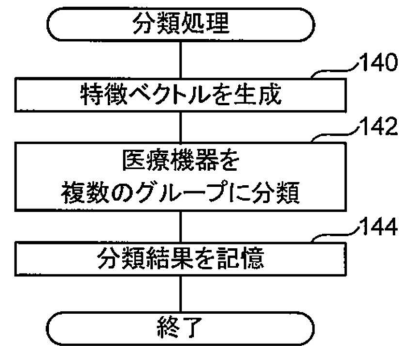 分類処理
140
特徴ベクトルを生成
142
医療機器を
複数のグループに分類
144
分類結果を記憶
終了